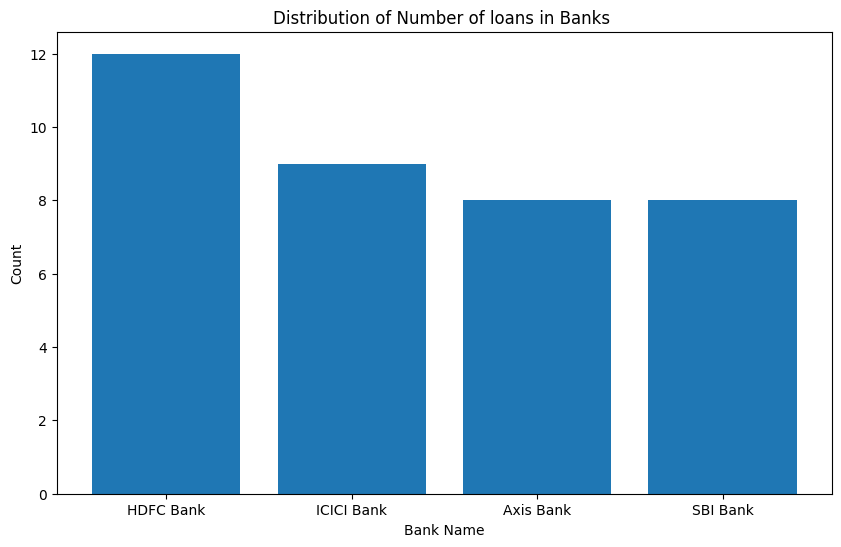 Distribution of Number of loans in Banks
12
10
8
6
4
2
0
Count
HDFC Bank ICICI Bank Axis Bank SBI Bank
Bank Name